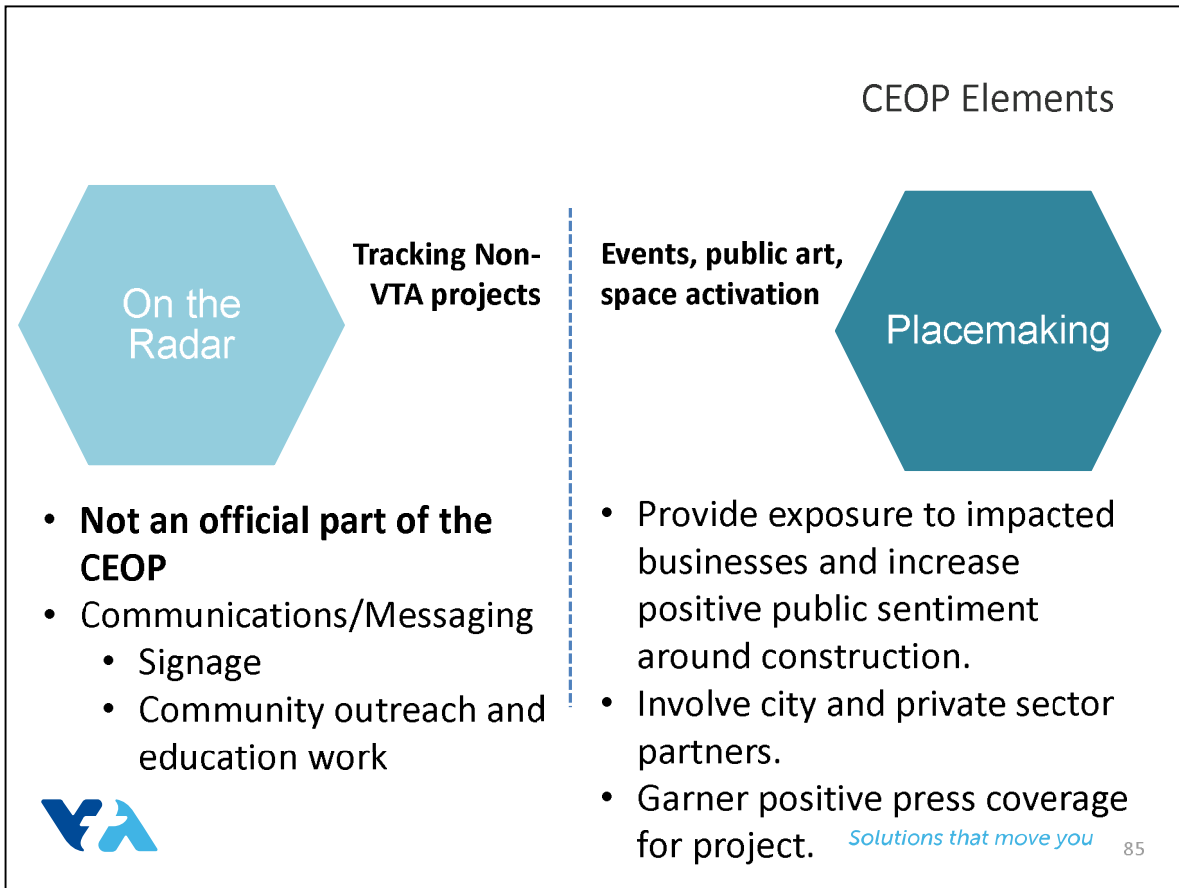 CEOP Elements
On the
Radar
Tracking Non-
VTA projects
Events, public art,
space activation
Placemaking
• Not an official part of the
CEOP
• Communications/Messaging
• Signage
• Community outreach and
education work
• Provide exposure to impacted
businesses and increase
positive public sentiment
around construction.
• Involve city and private sector
partners.
• Garner positive press coverage
for project.
VTA
Solutions that move you
85